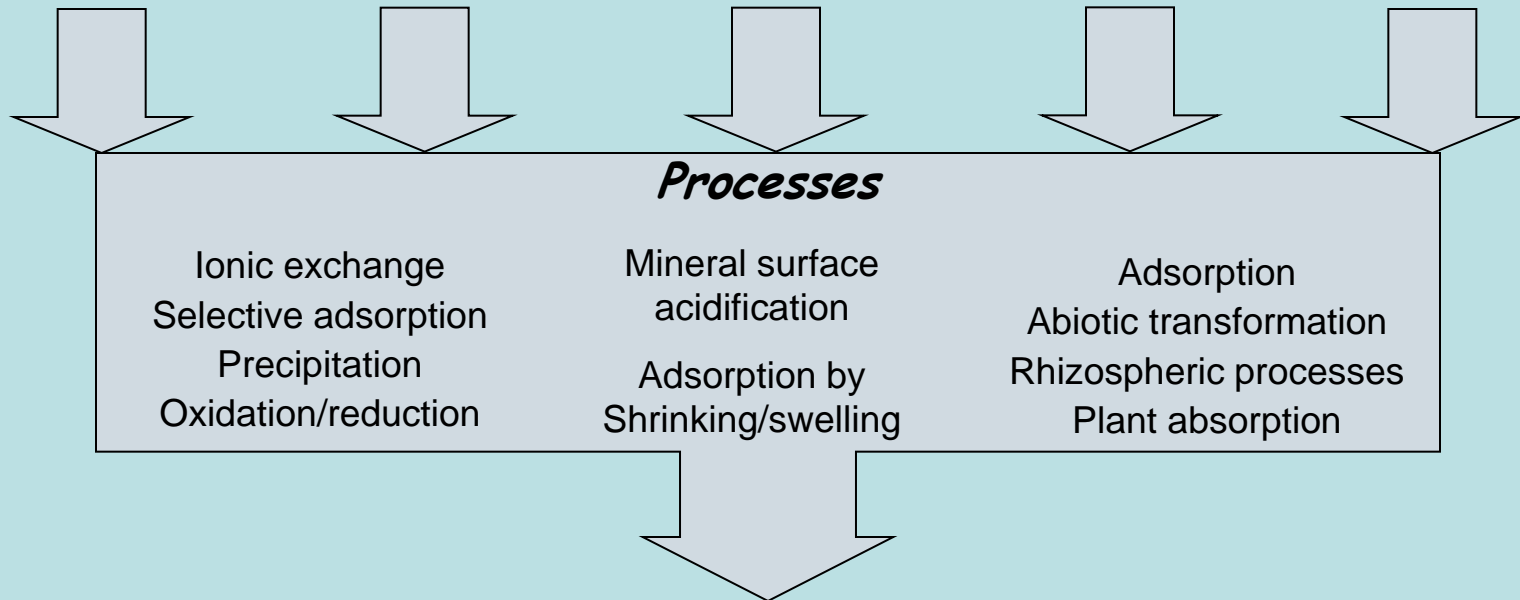 Processes
Ionic exchange
Selective adsorption
Precipitation
Oxidation/reduction
Mineral surface
acidification
Adsorption by
Shrinking/swelling
Adsorption
Abiotic transformation
Rhizospheric processes
Plant absorption